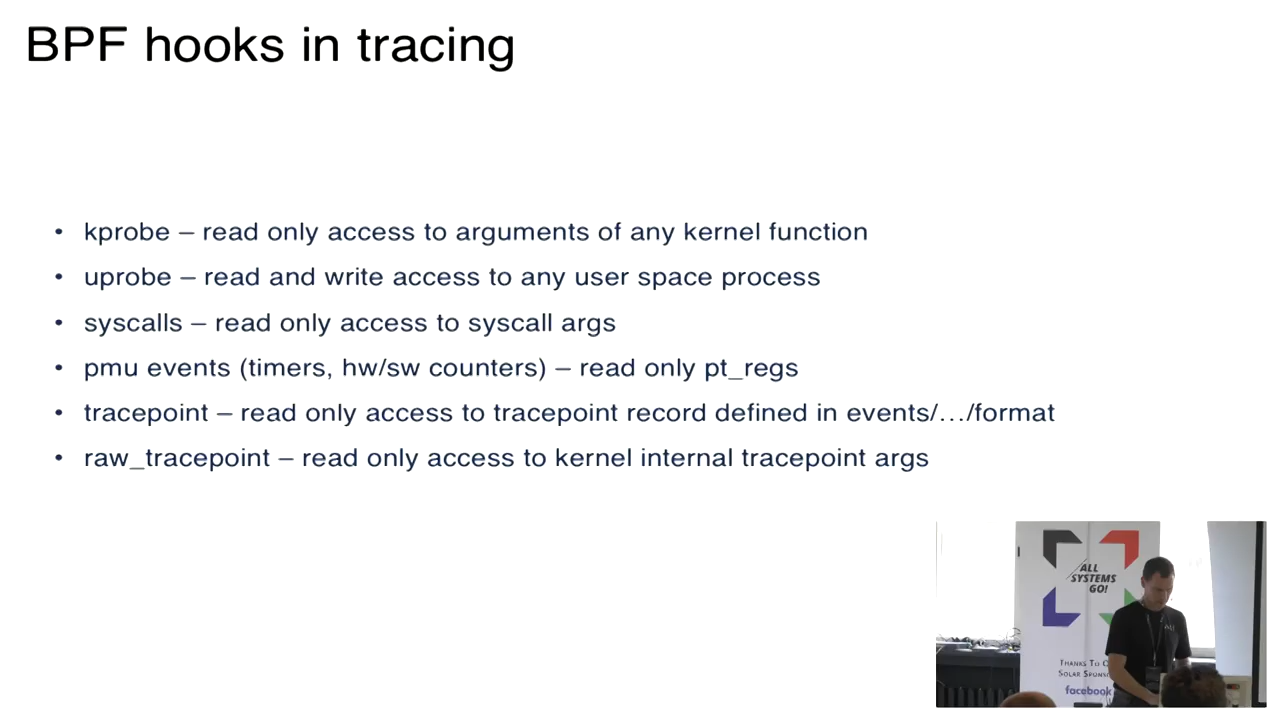 BPF hooks in tracing
• kprobe – read only access to arguments of any kernel function
• uprobe – read and write access to any user space process
• syscalls – read only access to syscall args
• pmu events (timers, hw/sw counters) – read only pt_regs
• tracepoint – read only access to tracepoint record defined in events/…/format
• raw_tracepoint – read only access to kernel internal tracepoint args
ALL
SYSTEMS
GO!
THANKS TO
SOLAR
facebook